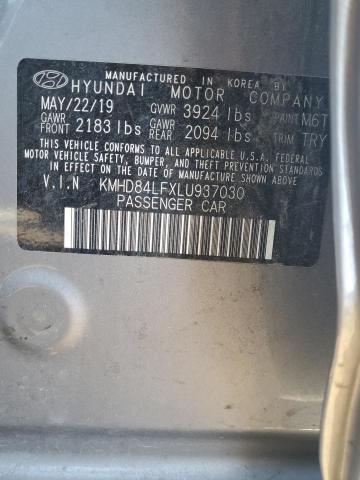 MANUFACTURED IN KOREA BY
HYUNDAI MOTOR COMPANY
MAY/22/19 GVWR 3924 lbs PAINT M6T
GAWR FRONT 2183 lbs GAWR REAR 2094 lbs TRIM TRY
THIS VEHICLE CONFORMS TO ALL APPLICABLE U.S.A. FEDERAL
MOTOR VEHICLE SAFETY, BUMPER, AND THEFT PREVENTION
STANDARDS IN EFFECT ON THE DATE OF MANUFACTURE SHOWN ABOVE.
V.I.N KMHD84LFXLU937030
PASSENGER CAR